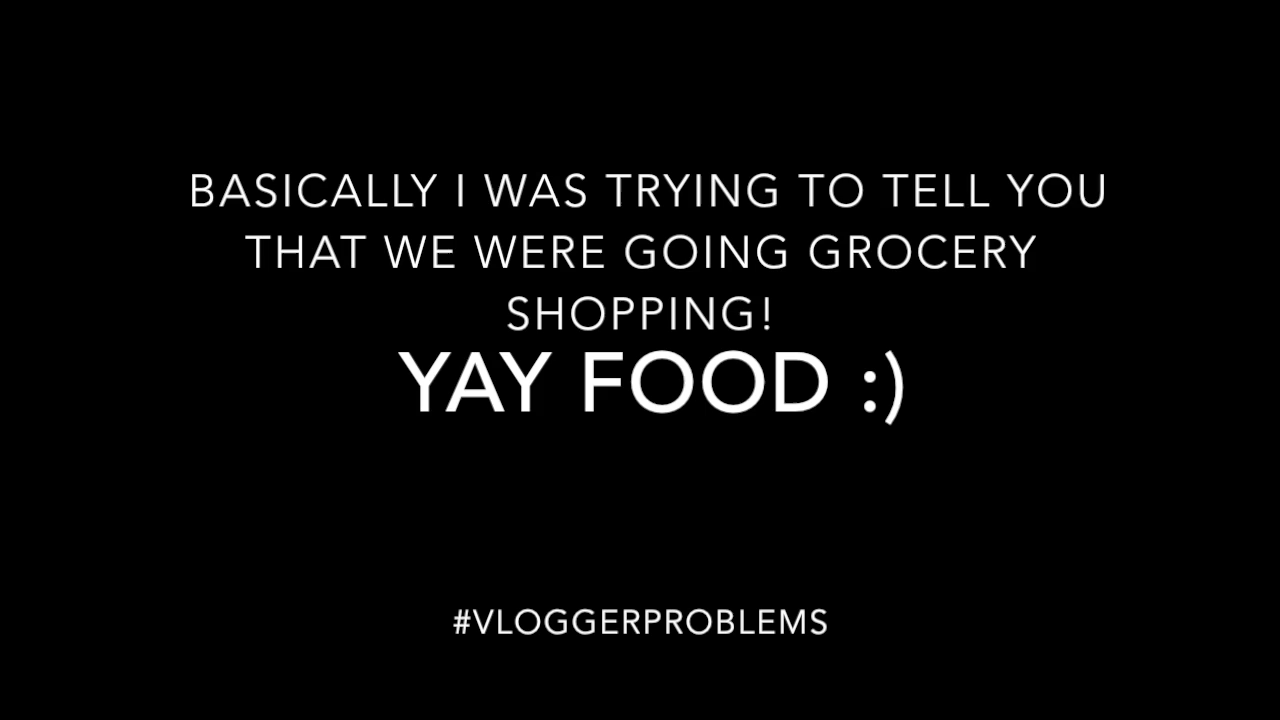 BASICALLY I WAS TRYING TO TELL YOU
THAT WE WERE GOING GROCERY
SHOPPING!
YAY FOOD :)
#VLOGGERPROBLEMS